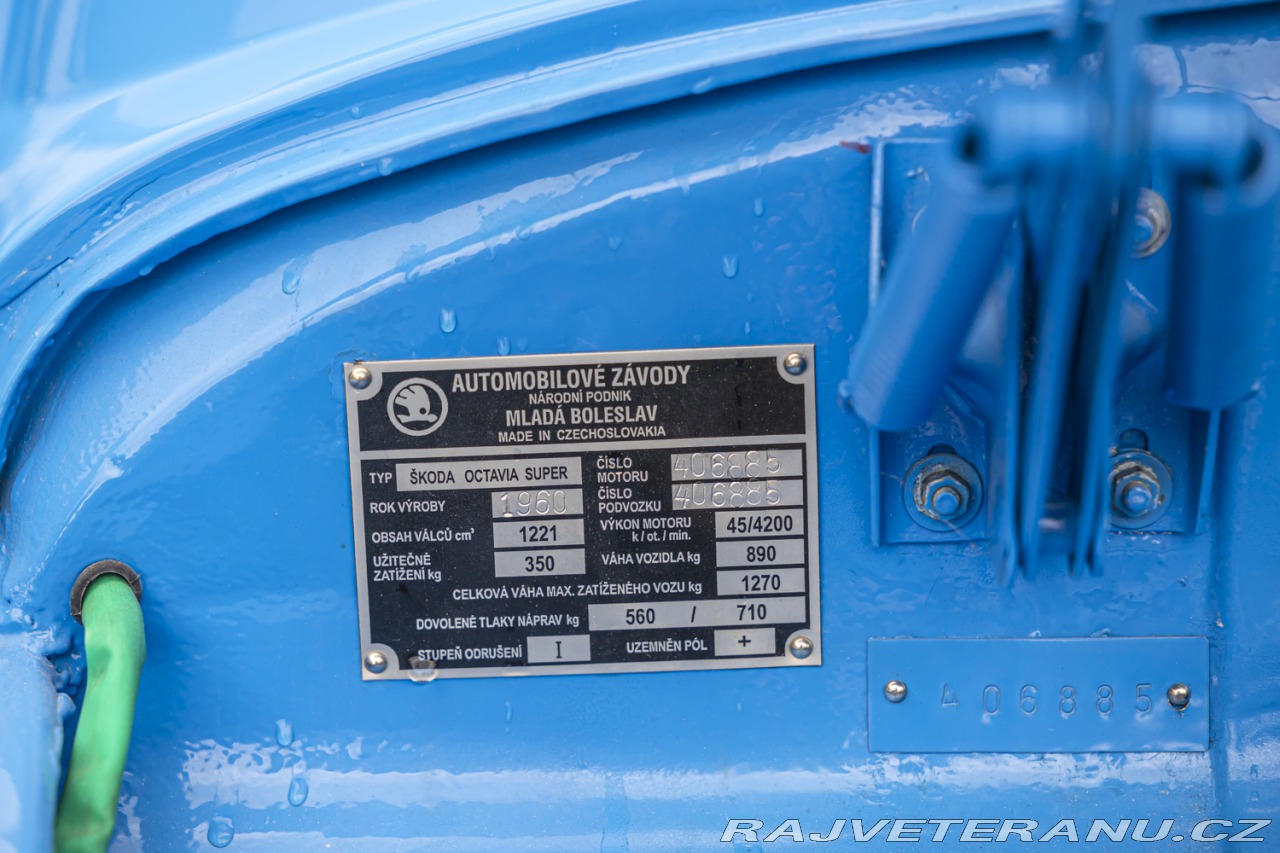 AUTOMOBILOVÉ ZÁVODY
NÁRODNÍ PODNIK
MLADÁ BOLESLAV
MADE IN CZECHOSLOVAKIA
TYP ŠKODA OCTAVIA SUPER
ROK VÝROBY 1960
OBSAH VÁLCŮ cm³ 1221
UŽITEČNÉ
ZATÍŽENÍ kg 350
ČÍSLO
MOTORU 406885
ČÍSLO
PODVOZKU 406885
VÝKON MOTORU
k / ot. / min. 45/4200
VÁHA VOZIDLA kg 890
CELKOVÁ VÁHA MAX. ZATÍŽENÉHO VOZU kg 1270
DOVOLENÉ TLAKY NÁPRAV kg 560 / 710
STUPEŇ ODRUŠENÍ I UZEMNĚN PÓL +
406885
RAJVETERANU.CZ